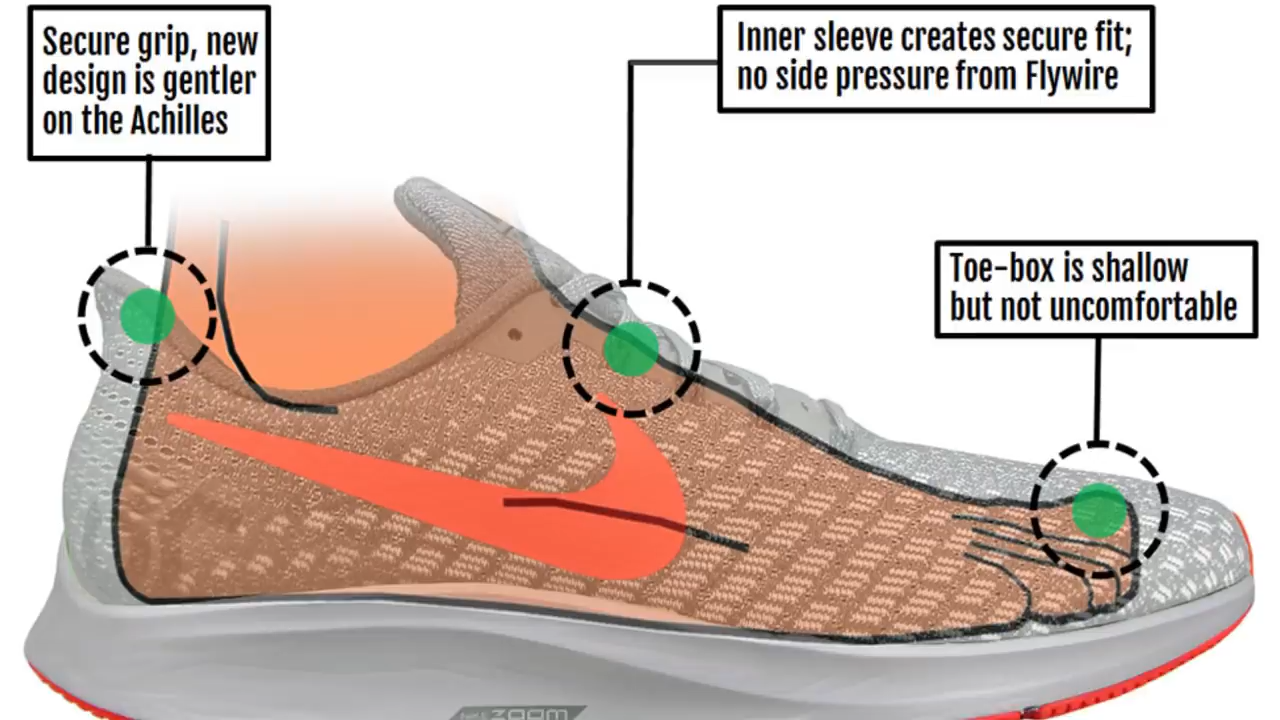 Secure grip, new
design is gentler
on the Achilles
Inner sleeve creates secure fit;
no side pressure from Flywire
Toe-box is shallow
but not uncomfortable
zoom